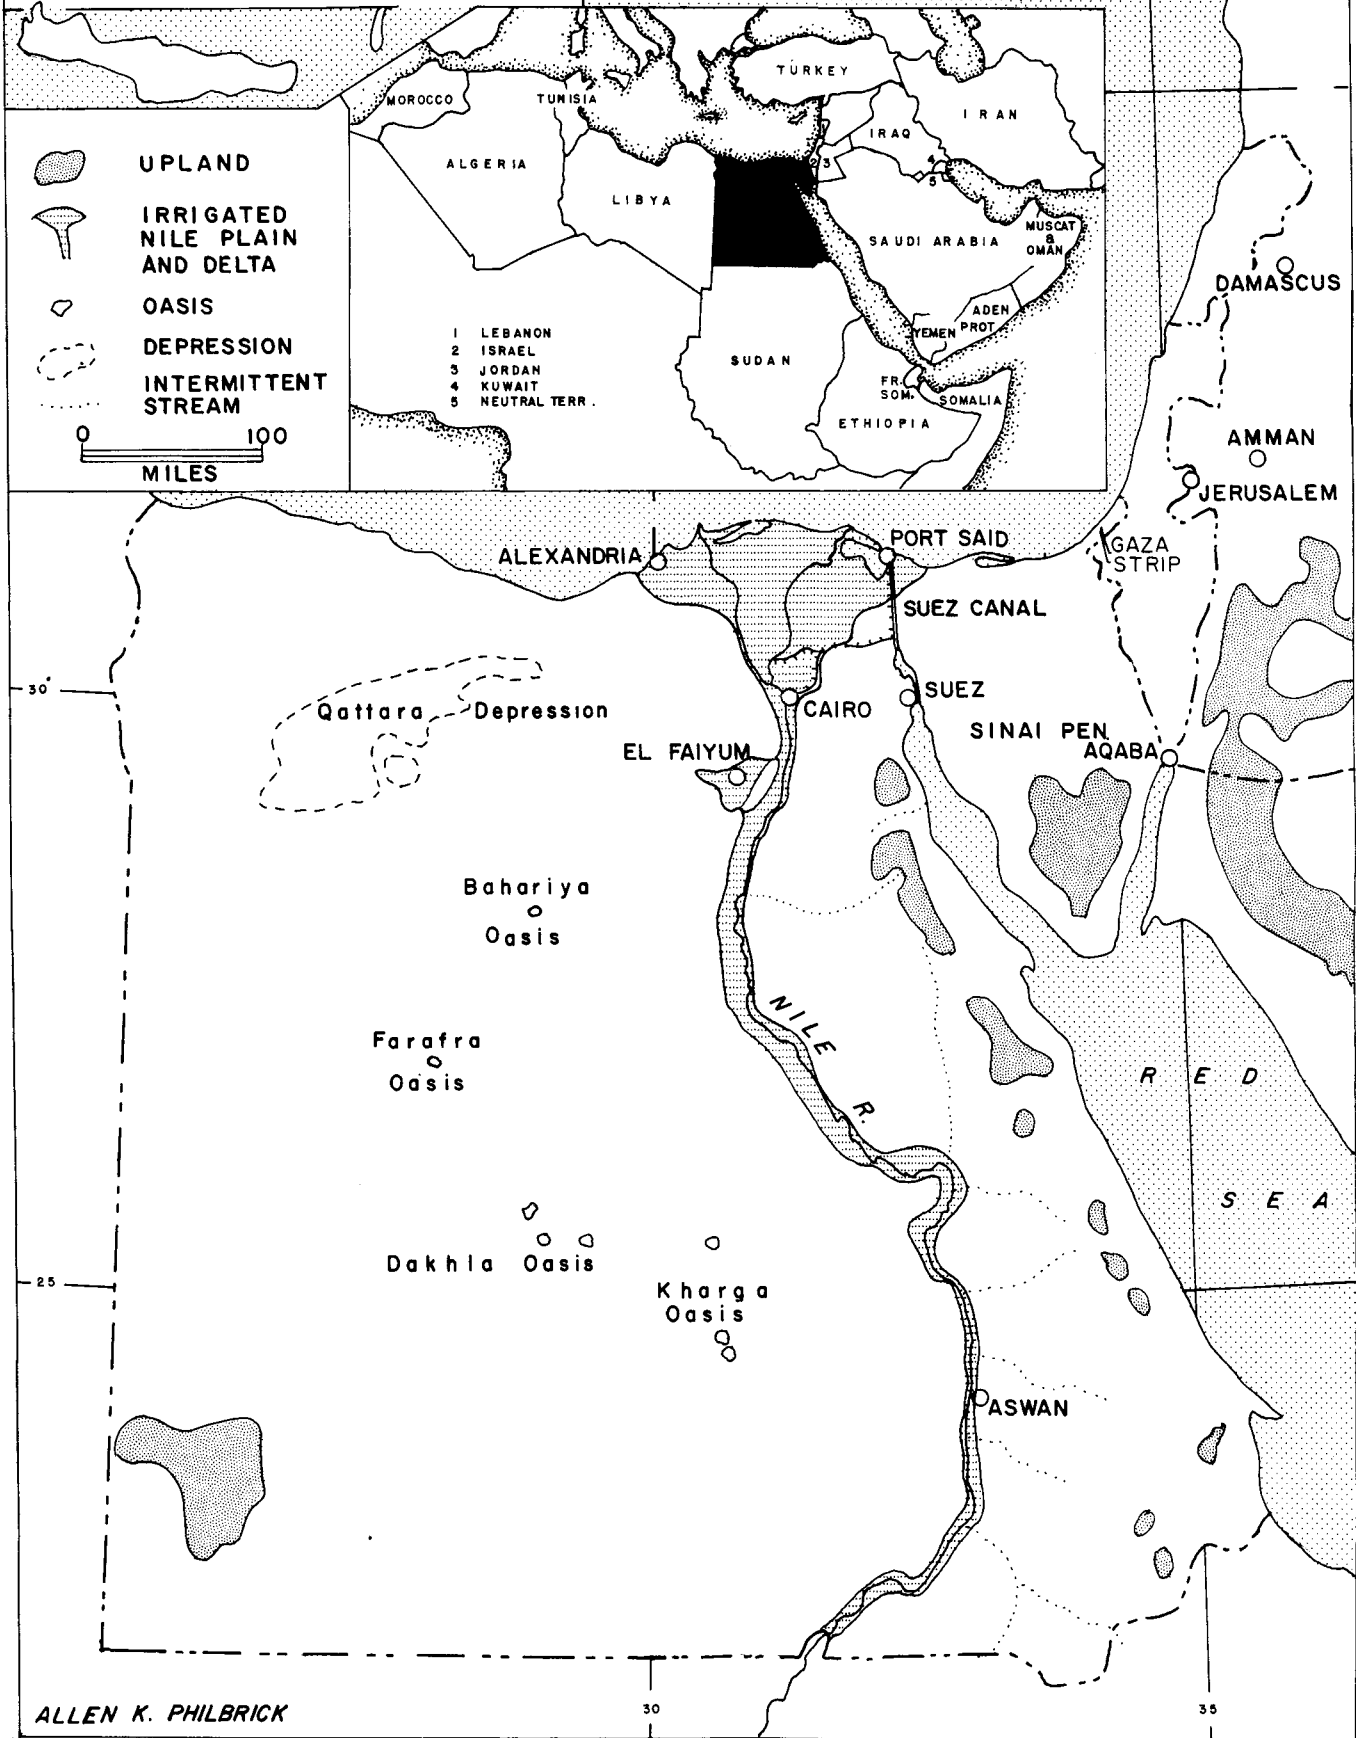 UPLAND
IRRIGATED
NILE PLAIN
AND DELTA
OASIS
DEPRESSION
INTERMITTENT
STREAM
0 100
MILES
MOROCCO
TUNISIA
TURKEY
ALGERIA
LIBYA
IRAQ
IRAN
2 3
4
5
SAUDI ARABIA
MUSCAT
&
OMAN
ADEN
PROT.
YEMEN
SUDAN
FR.
SOM.
SOMALIA
ETHIOPIA
1 LEBANON
2 ISRAEL
3 JORDAN
4 KUWAIT
5 NEUTRAL TERR.
DAMASCUS
AMMAN
JERUSALEM
GAZA
STRIP
ALEXANDRIA
PORT SAID
SUEZ CANAL
30°
Qattara Depression
CAIRO
SUEZ
SINAI PEN.
AQABA
EL FAIYUM
Bahariya
Oasis
NILE R.
Farafra
Oasis
RED
SEA
Dakhla Oasis
25
Kharga
Oasis
ASWAN
30
35
ALLEN K. PHILBRICK